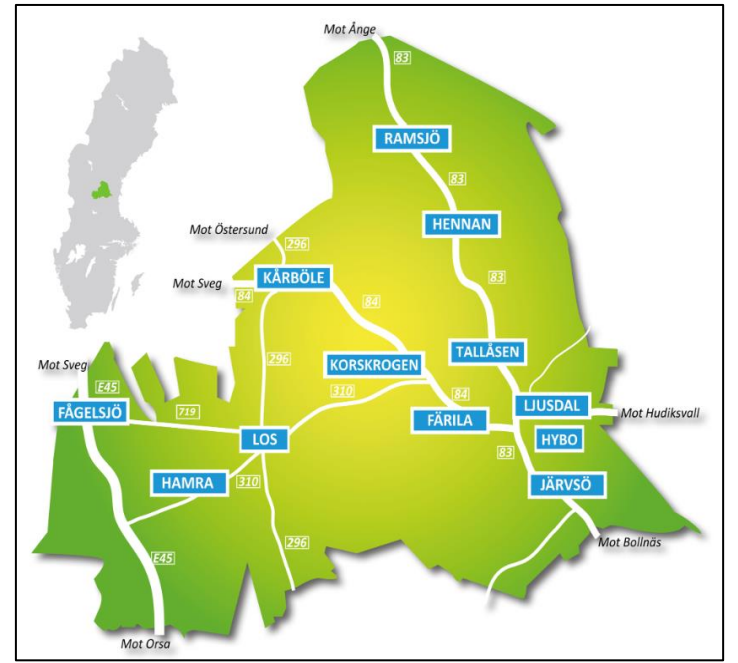 Mot Ånge
83
RAMSJÖ
83
HENNAN
Mot Östersund
296
KÅRBÖLE
83
Mot Sveg
84
84
TALLÅSEN
296
KORSKROGEN
Mot Sveg
E45
310
84
LJUSDAL
FÅGELSJÖ
719
FÄRILA
Mot Hudiksvall
LOS
HYBO
83
HAMRA
310
JÄRVSÖ
296
Mot Bollnäs
E45
Mot Orsa